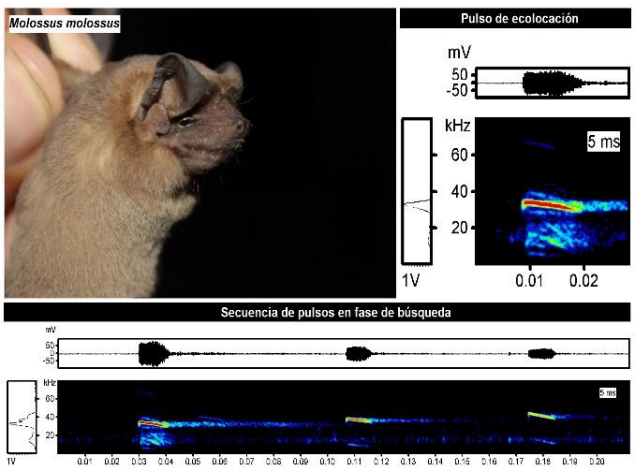 Molossus molossus
Pulso de ecolocación
mV
50
-50
kHz
5 ms
60
40
20
1V
0.01 0.02
Secuencia de pulsos en fase de búsqueda
mV
50
0
-50
kHz
5 ms
60
40
20
1V
0.01 0.02 0.03 0.04 0.05 0.06 0.07 0.08 0.09 0.10 0.11 0.12 0.13 0.14 0.15 0.16 0.17 0.18 0.19 0.20